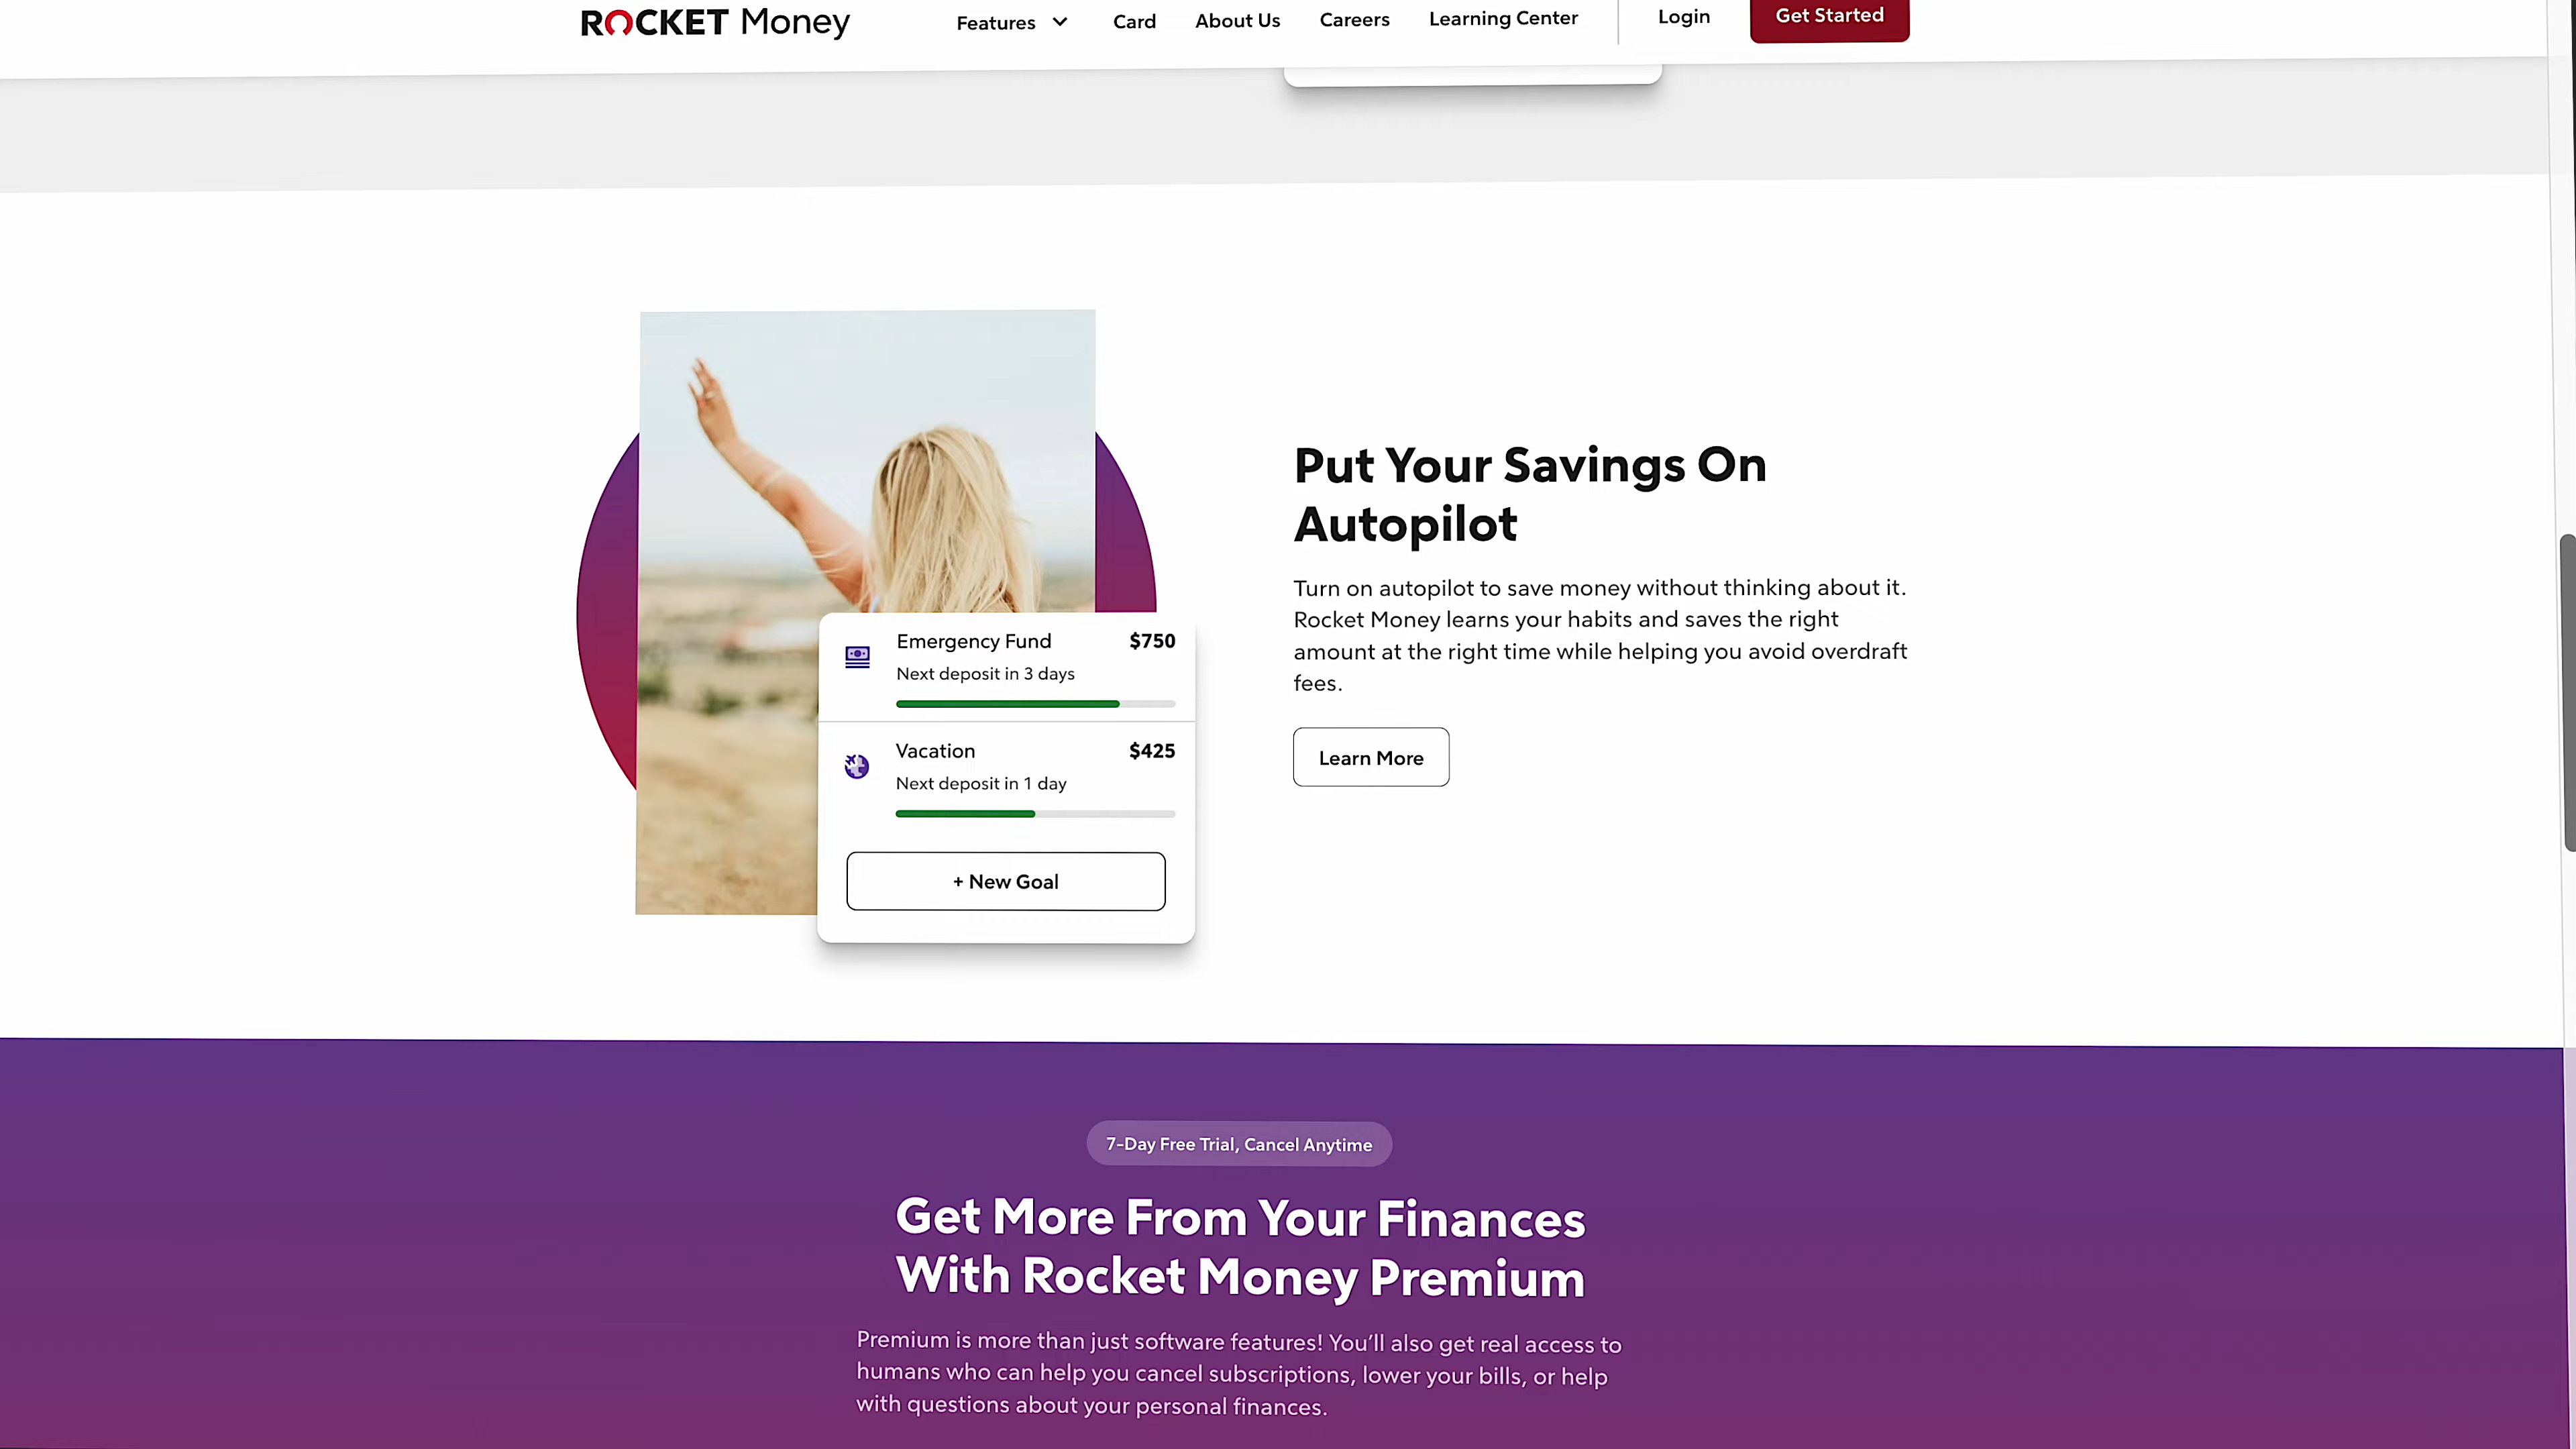 ROCKET Money
Features
Card
About Us
Careers
Learning Center
Login
Get Started
Put Your Savings On
Autopilot
Turn on autopilot to save money without thinking about it.
Rocket Money learns your habits and saves the right
amount at the right time while helping you avoid overdraft
fees.
Learn More
Emergency Fund $750
Next deposit in 3 days
Vacation $425
Next deposit in 1 day
+ New Goal
7-Day Free Trial, Cancel Anytime
Get More From Your Finances
With Rocket Money Premium
Premium is more than just software features! You’ll also get real access to
humans who can help you cancel subscriptions, lower your bills, or help
with questions about your personal finances.